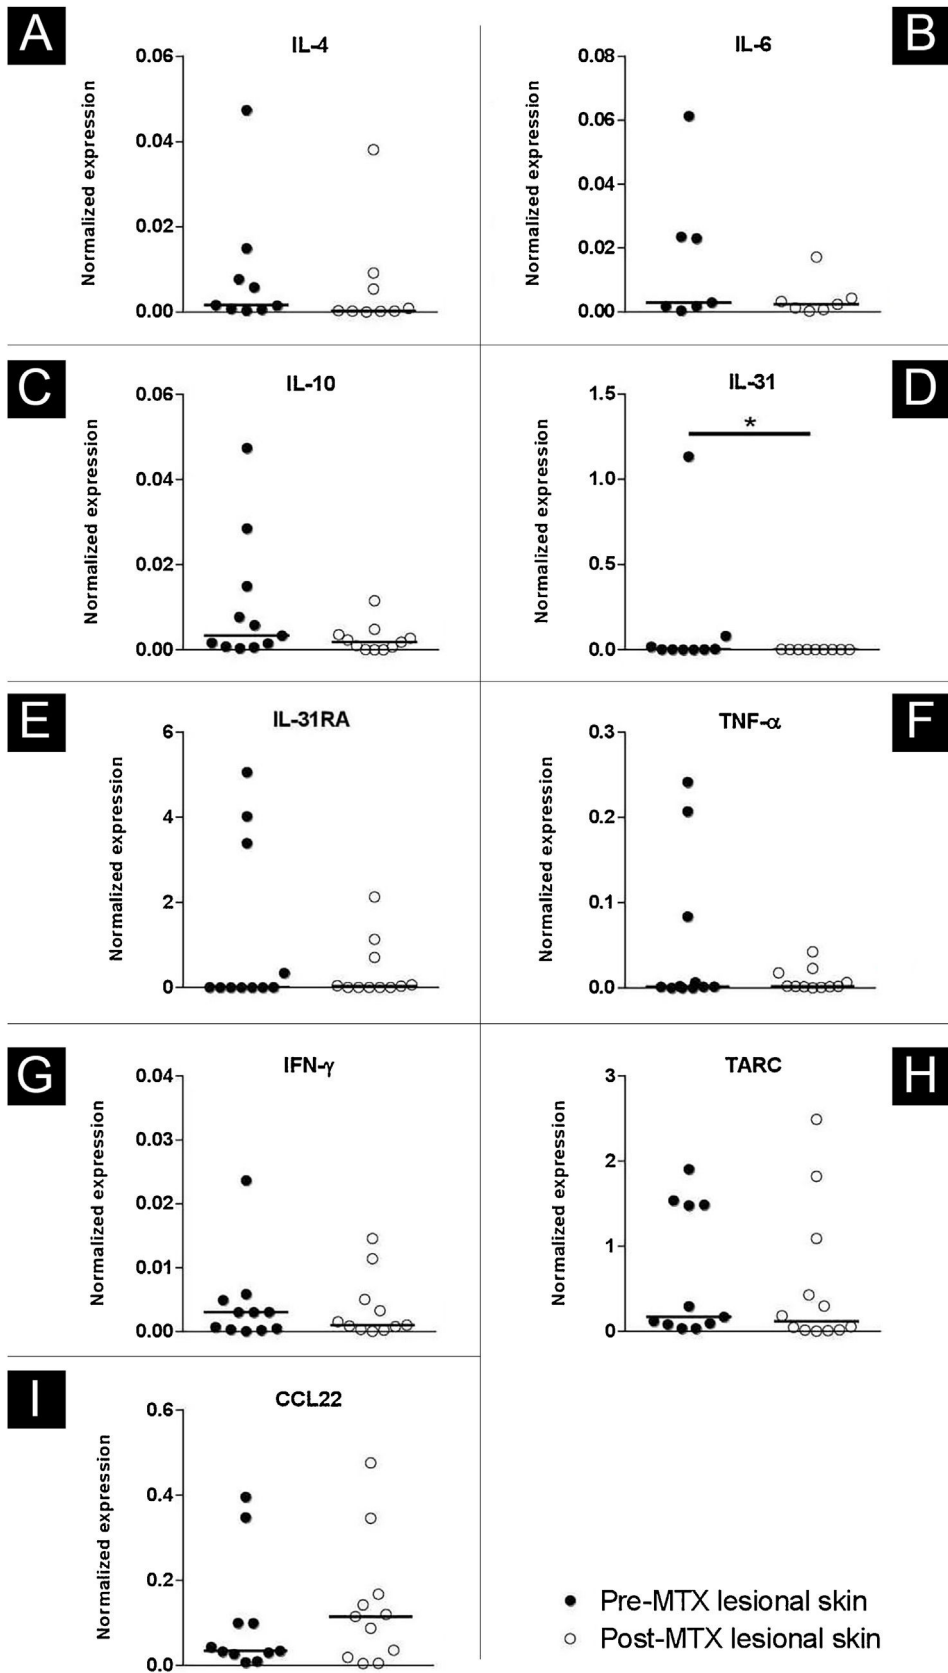 A
IL-4
Normalized expression
0.06
0.04
0.02
0.00
B
IL-6
Normalized expression
0.08
0.06
0.04
0.02
0.00
C
IL-10
Normalized expression
0.06
0.04
0.02
0.00
D
IL-31
Normalized expression
1.5
1.0
0.5
0.0
*
E
IL-31RA
Normalized expression
6
4
2
0
F
TNF-α
Normalized expression
0.3
0.2
0.1
0.0
G
IFN-γ
Normalized expression
0.04
0.03
0.02
0.01
0.00
H
TARC
Normalized expression
3
2
1
0
I
CCL22
Normalized expression
0.6
0.4
0.2
0.0
Pre-MTX lesional skin
Post-MTX lesional skin